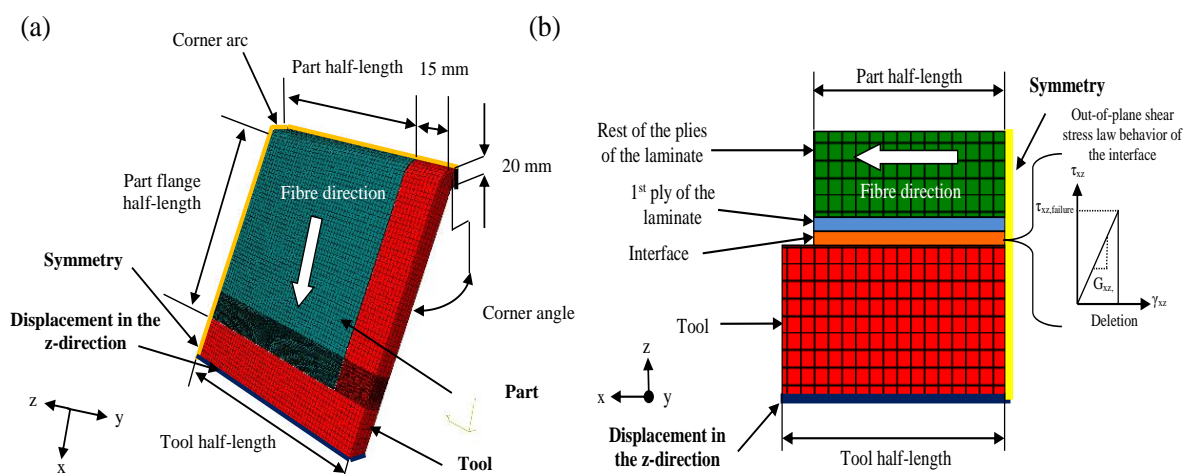 (a)
Corner arc
Part half-length
15 mm
20 mm
Part flange
half-length
Fibre direction
Symmetry
Corner angle
Displacement in the
z-direction
Part
z
y
x
Tool half-length
Tool
(b)
Part half-length
Symmetry
Out-of-plane shear
stress law behavior of
the interface
Rest of the plies
of the laminate
Fibre direction
1st ply of the
laminate
Interface
τxz
τxz,failure
Gxz,
γxz
Deletion
Tool
z
x
y
Displacement in
the z-direction
Tool half-length